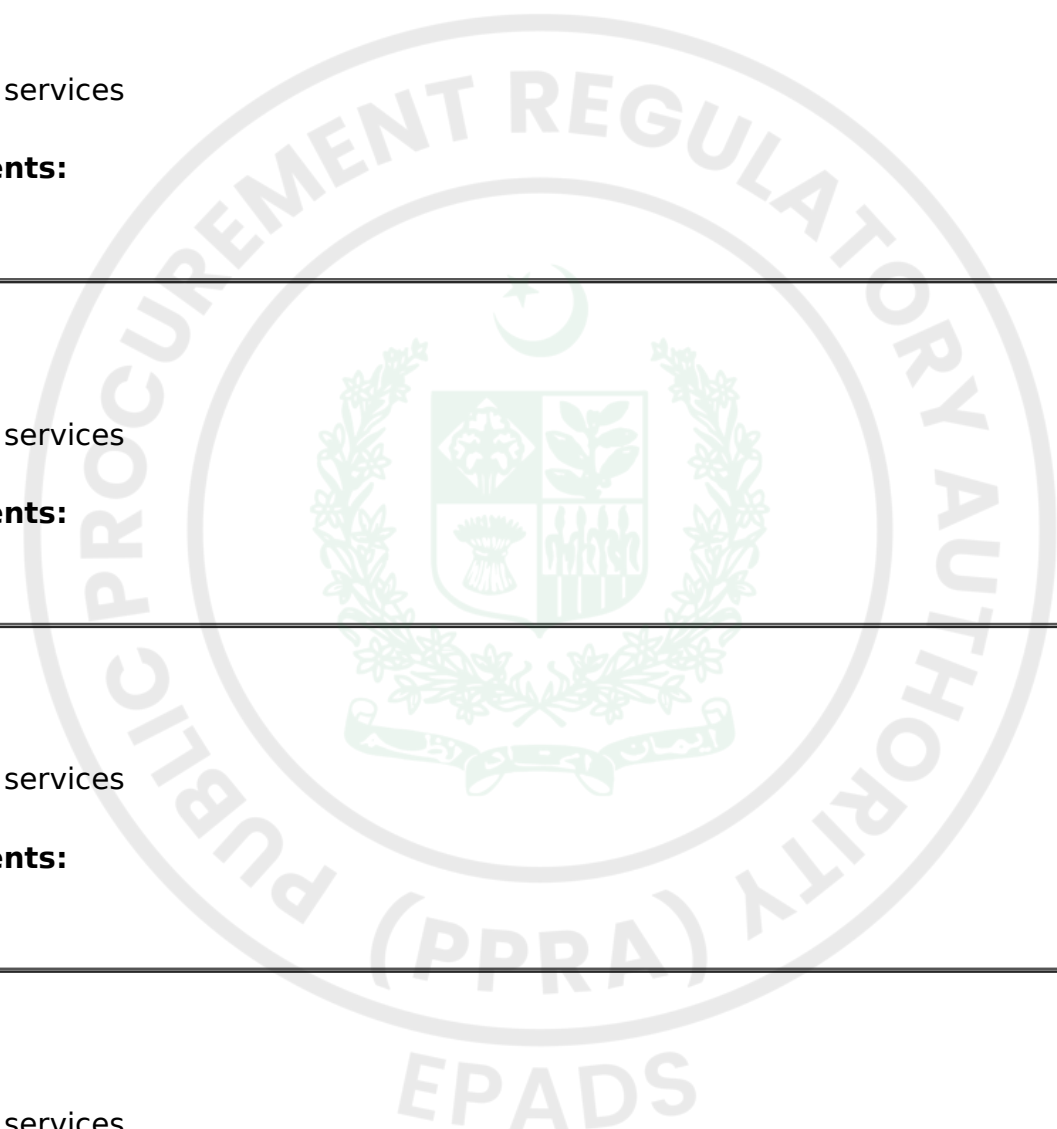 services
ents:
services
ents:
services
ents:
services
PUBLIC PROCUREMENT REGULATORY AUTHORITY
(PPRA)
EPADS